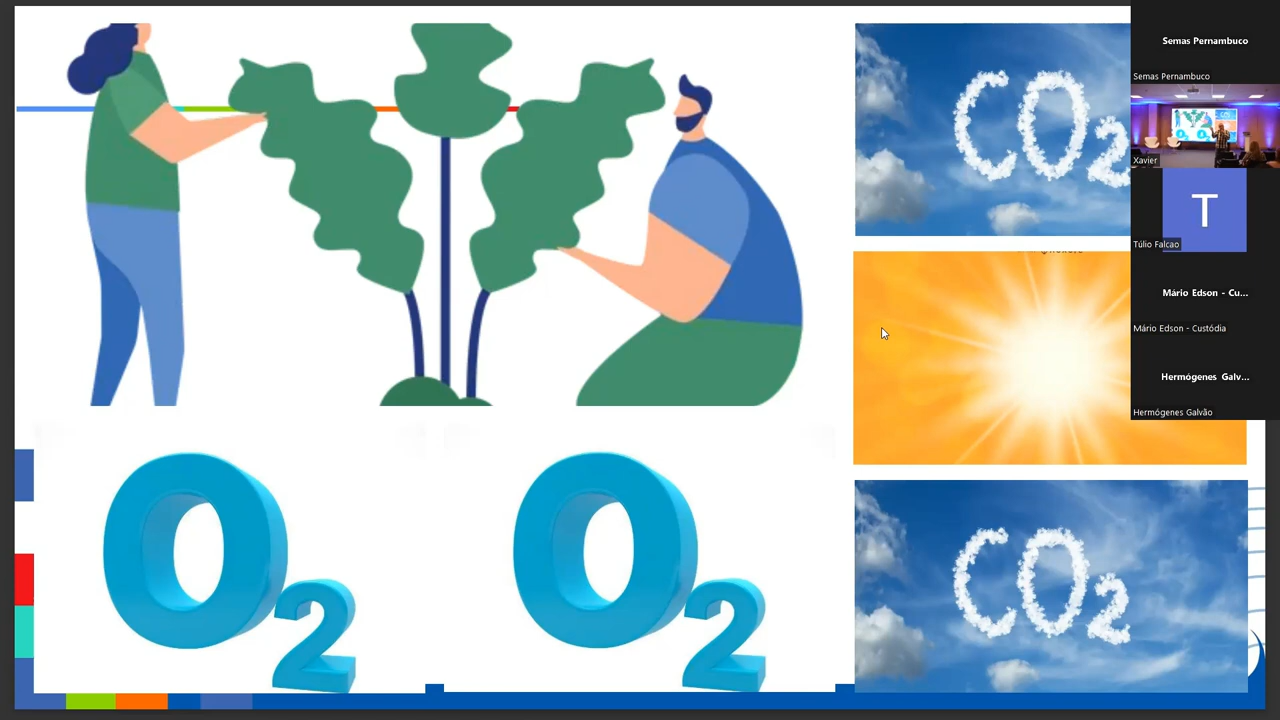 CO2
Semas Pernambuco
Semas Pernambuco
Xavier
T
Túlio Falcao
Mário Edson - Cu...
Mário Edson - Custódia
Hermógenes Galv...
Hermógenes Galvão
O2
O2
CO2